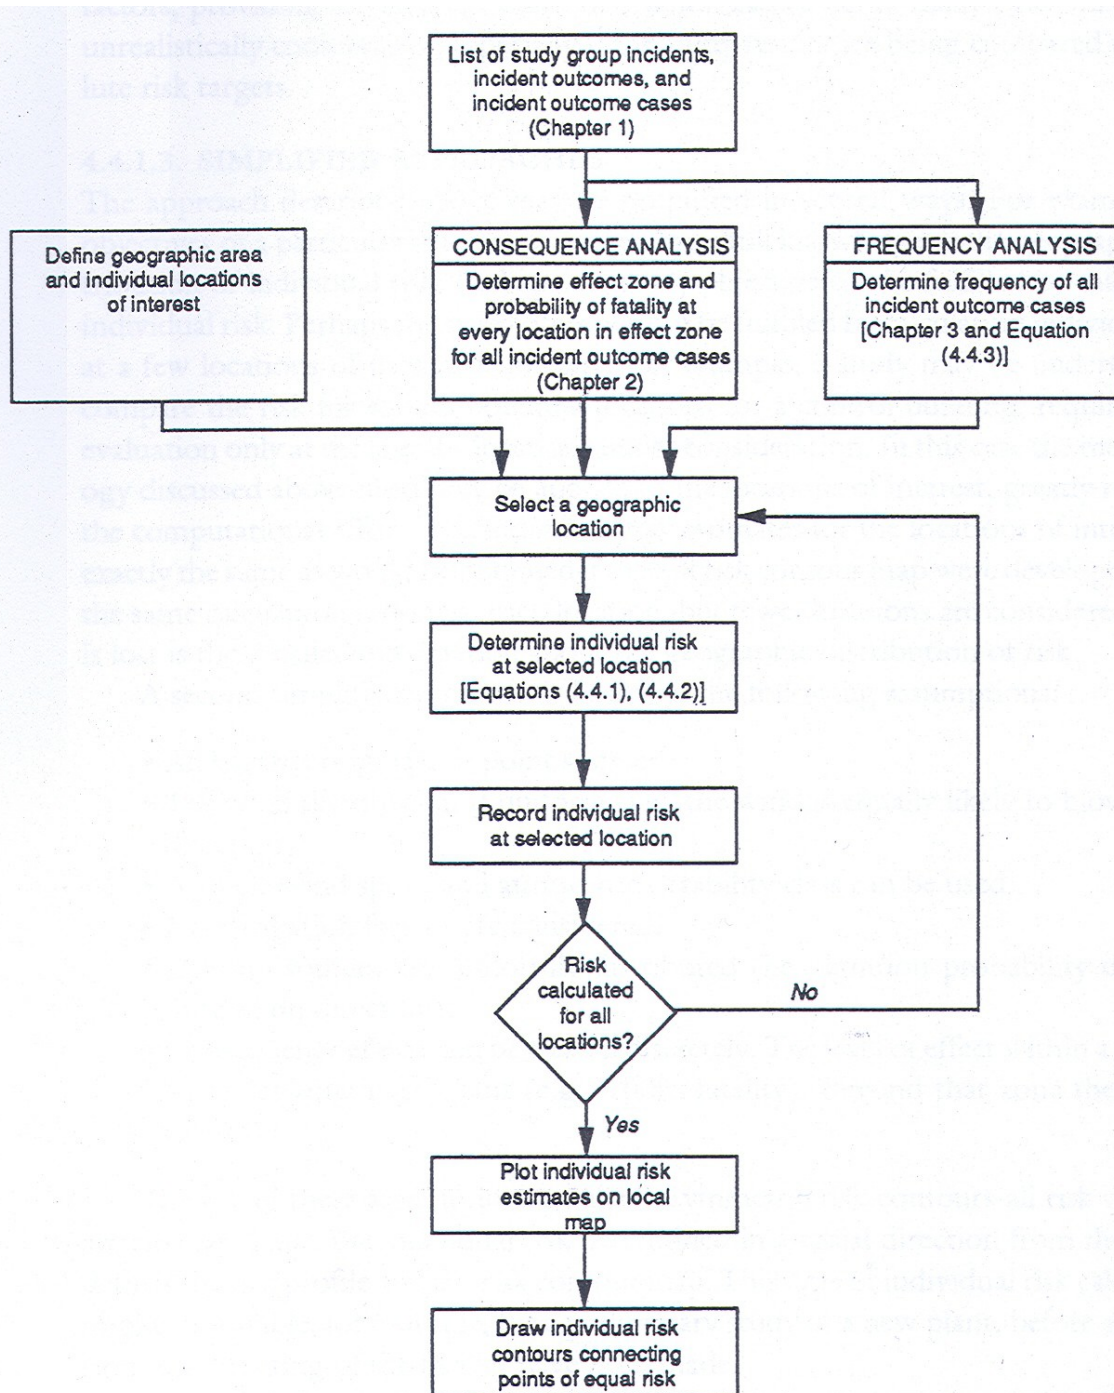 List of study group incidents,
incident outcomes, and
incident outcome cases
(Chapter 1)
Define geographic area
and individual locations
of interest
CONSEQUENCE ANALYSIS
Determine effect zone and
probability of fatality at
every location in effect zone
for all incident outcome cases
(Chapter 2)
FREQUENCY ANALYSIS
Determine frequency of all
incident outcome cases
[Chapter 3 and Equation
(4.4.3)]
Select a geographic
location
Determine individual risk
at selected location
[Equations (4.4.1), (4.4.2)]
Record individual risk
at selected location
Risk
calculated
for all
locations?
No
Yes
Plot individual risk
estimates on local
map
Draw individual risk
contours connecting
points of equal risk